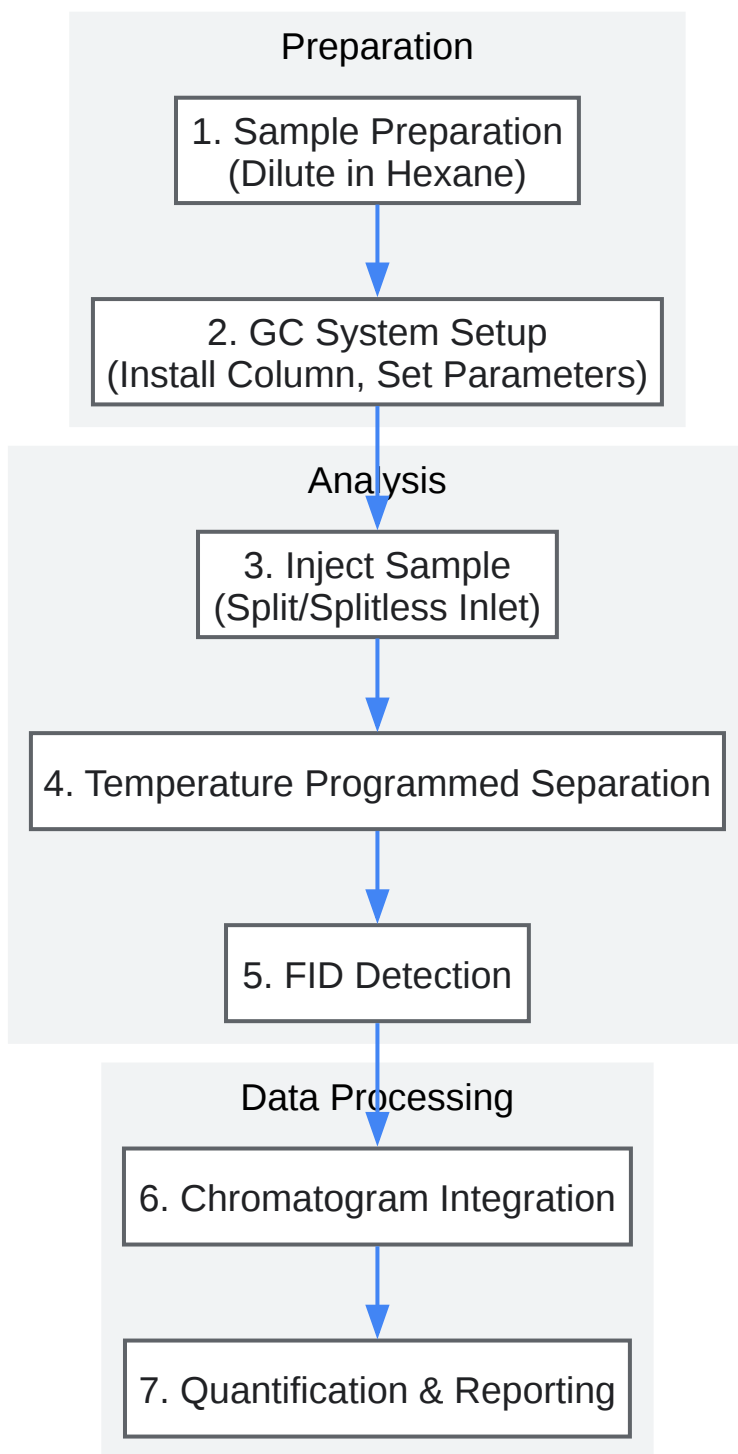 Preparation
1. Sample Preparation
(Dilute in Hexane)
2. GC System Setup
(Install Column, Set Parameters)
Analysis
3. Inject Sample
(Split/Splitless Inlet)
4. Temperature Programmed Separation
5. FID Detection
Data Processing
6. Chromatogram Integration
7. Quantification & Reporting